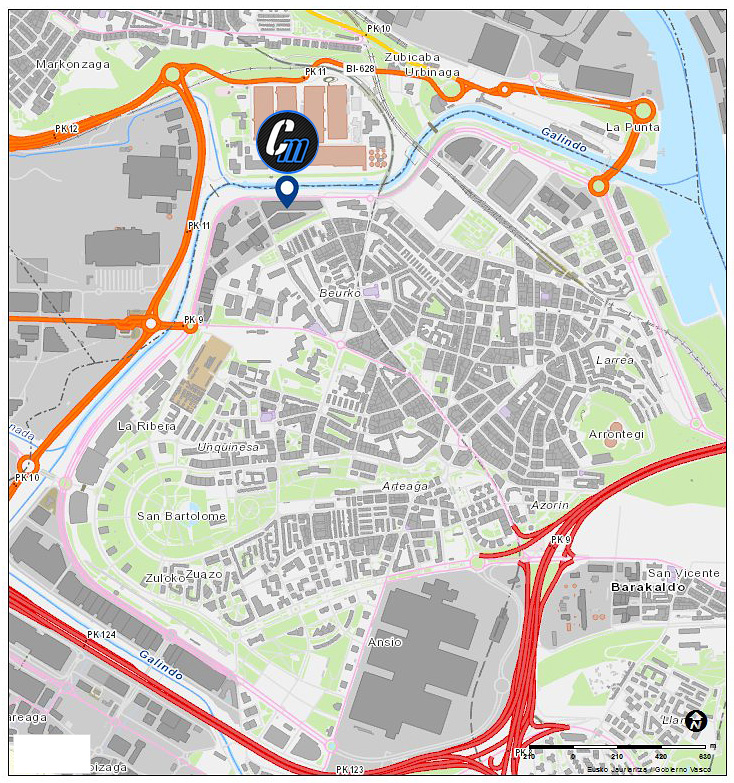 PK 10
Zubicaba
Markonzaga
PK 11
BI-628
Urbinaga
PK 12
La Punta
Galindo
Cm
PK 11
Beurko
PK 9
Larrea
La Ribera
Arrontegi
nada
Unquinesa
PK 10
Arteaga
Azorin
San Bartolome
PK 9
Zuloko
Zuazo
San Vicente
Barakaldo
PK 124
Ansio
Galindo
areaga
Llan
PK
210 0 210 420 630
oizaga
PK 123
Eusko Jaurlaritza / Gobierno Vasco